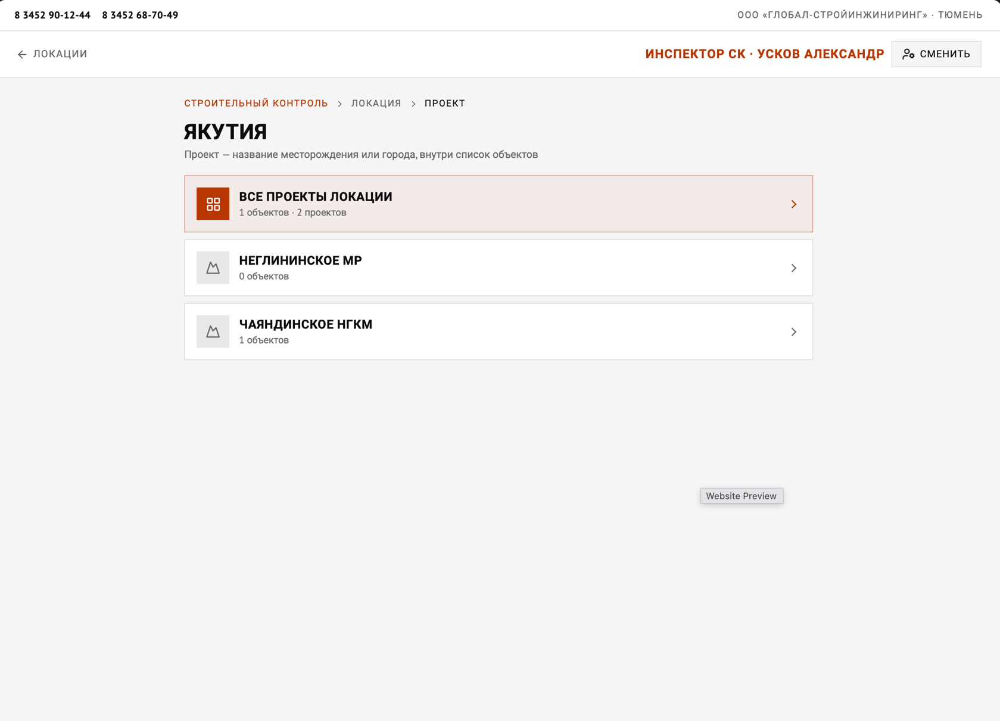 8 3452 90-12-44 8 3452 68-70-49
ООО «ГЛОБАЛ-СТРОЙИНЖИНИРИНГ» · ТЮМЕНЬ
ЛОКАЦИИ
ИНСПЕКТОР СК · УСКОВ АЛЕКСАНДР
СМЕНИТЬ
СТРОИТЕЛЬНЫЙ КОНТРОЛЬ > ЛОКАЦИЯ > ПРОЕКТ
ЯКУТИЯ
Проект — название месторождения или города, внутри список объектов
ВСЕ ПРОЕКТЫ ЛОКАЦИИ
1 объектов · 2 проектов
НЕГЛИНИНСКОЕ МР
0 объектов
ЧАЯНДИНСКОЕ НГКМ
1 объектов
Website Preview